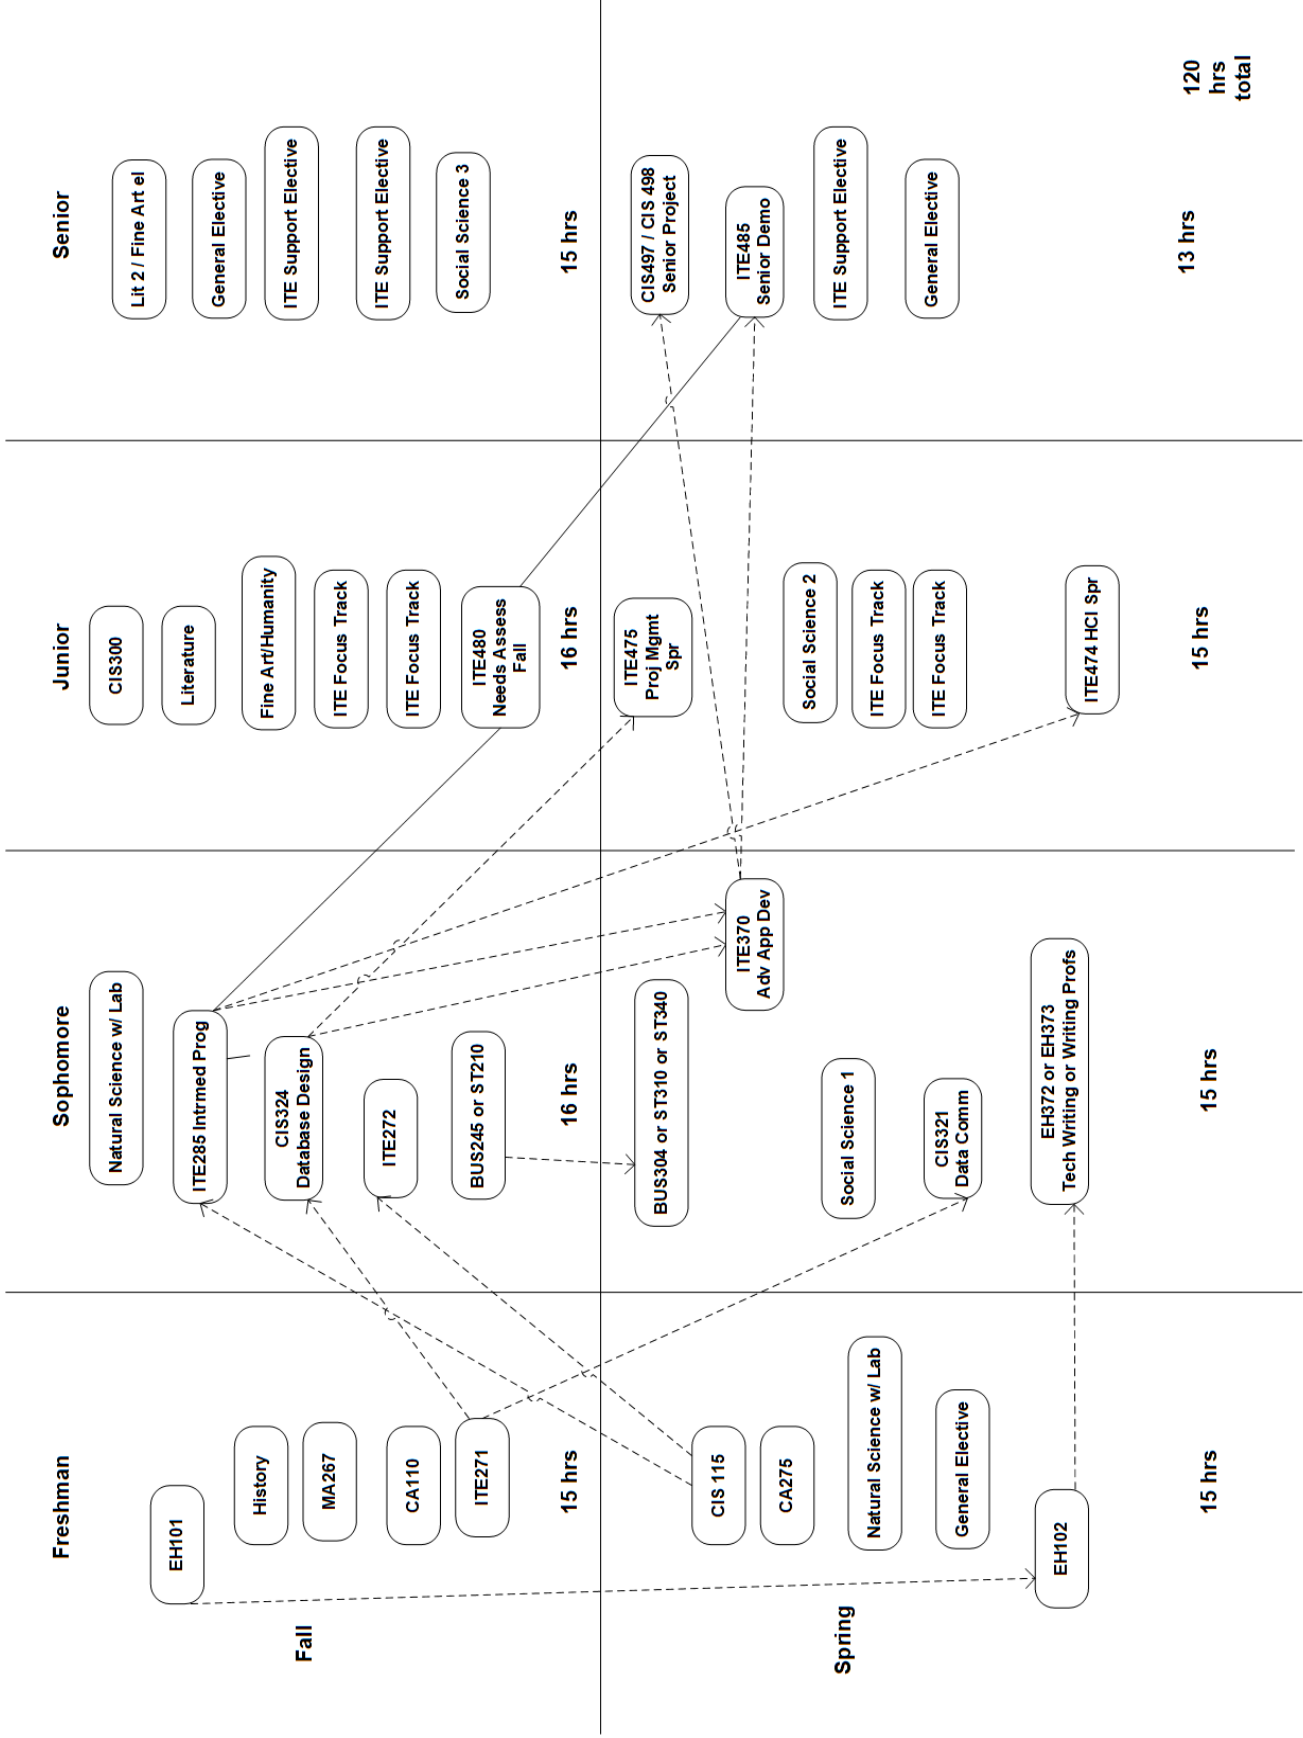 Freshman
Sophomore
Junior
Senior
Fall
EH101
History
MA267
CA110
ITE271
15 hrs
Natural Science w/ Lab
ITE285 Intrmed Prog
CIS324
Database Design
ITE272
BUS245 or ST210
16 hrs
CIS300
Literature
Fine Art/Humanity
ITE Focus Track
ITE Focus Track
ITE480
Needs Assess
Fall
16 hrs
Lit 2 / Fine Art el
General Elective
ITE Support Elective
ITE Support Elective
Social Science 3
15 hrs
Spring
CIS 115
CA275
Natural Science w/ Lab
General Elective
EH102
15 hrs
BUS304 or ST310 or ST340
ITE370
Adv App Dev
Social Science 1
CIS321
Data Comm
EH372 or EH373
Tech Writing or Writing Profs
15 hrs
ITE475
Proj Mgmt
Spr
Social Science 2
ITE Focus Track
ITE Focus Track
ITE474 HCI Spr
15 hrs
CIS497 / CIS 498
Senior Project
ITE485
Senior Demo
ITE Support Elective
General Elective
13 hrs
120
hrs
total